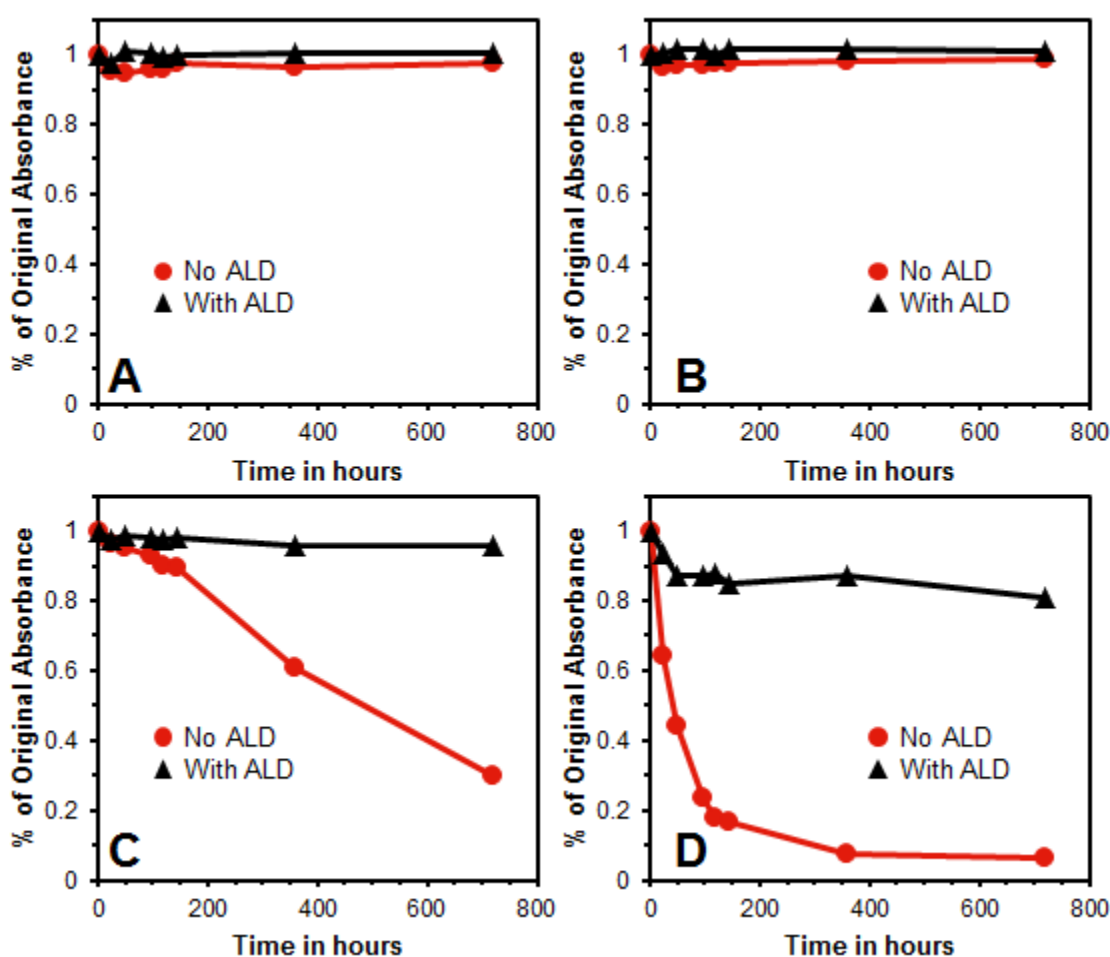 % of Original Absorbance
1
0.8
0.6
0.4
0.2
0
No ALD
With ALD
A
0 200 400 600 800
Time in hours
% of Original Absorbance
1
0.8
0.6
0.4
0.2
0
No ALD
With ALD
B
0 200 400 600 800
Time in hours
% of Original Absorbance
1
0.8
0.6
0.4
0.2
0
No ALD
With ALD
C
0 200 400 600 800
Time in hours
% of Original Absorbance
1
0.8
0.6
0.4
0.2
0
No ALD
With ALD
D
0 200 400 600 800
Time in hours